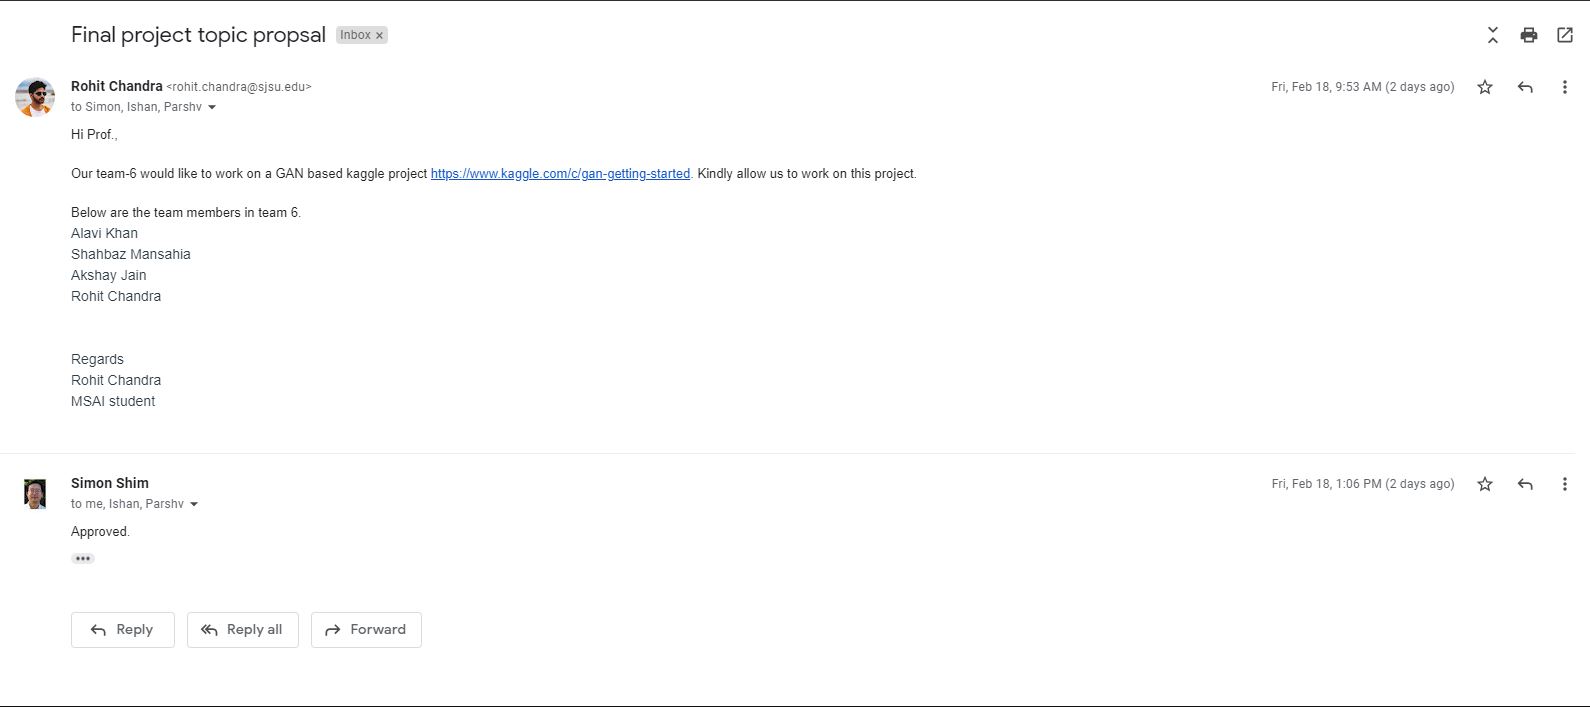 Final project topic propsal Inbox ×
Rohit Chandra <rohit.chandra@sjsu.edu> Fri, Feb 18, 9:53 AM (2 days ago)
to Simon, Ishan, Parshv
Hi Prof.,
Our team-6 would like to work on a GAN based kaggle project https://www.kaggle.com/c/gan-getting-started. Kindly allow us to work on this project.
Below are the team members in team 6.
Alavi Khan
Shahbaz Mansahia
Akshay Jain
Rohit Chandra
Regards
Rohit Chandra
MSAI student
Simon Shim Fri, Feb 18, 1:06 PM (2 days ago)
to me, Ishan, Parshv
Approved.
Reply Reply all Forward